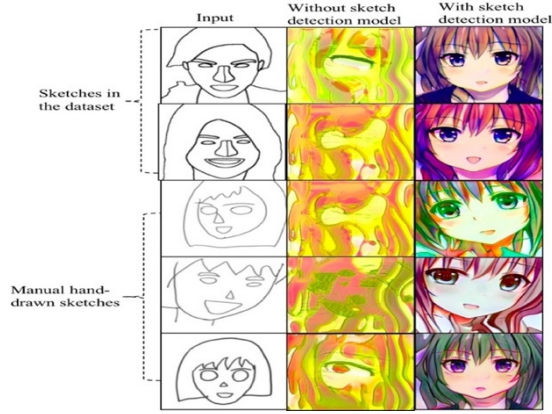 Input
Without sketch
detection model
With sketch
detection model
Sketches in
the dataset
Manual hand-
drawn sketches